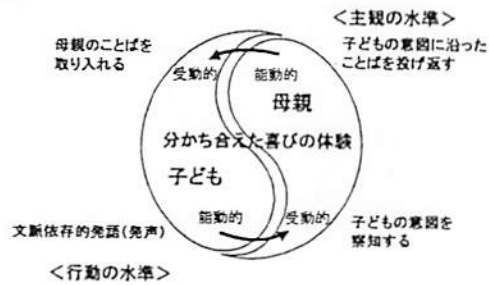 ＜主観の水準＞
母親のことばを
取り入れる
子どもの意図に沿った
ことばを投げ返す
受動的
能動的
母親
分かち合えた喜びの体験
子ども
能動的
受動的
文脈依存的発話(発声)
子どもの意図を
察知する
＜行動の水準＞